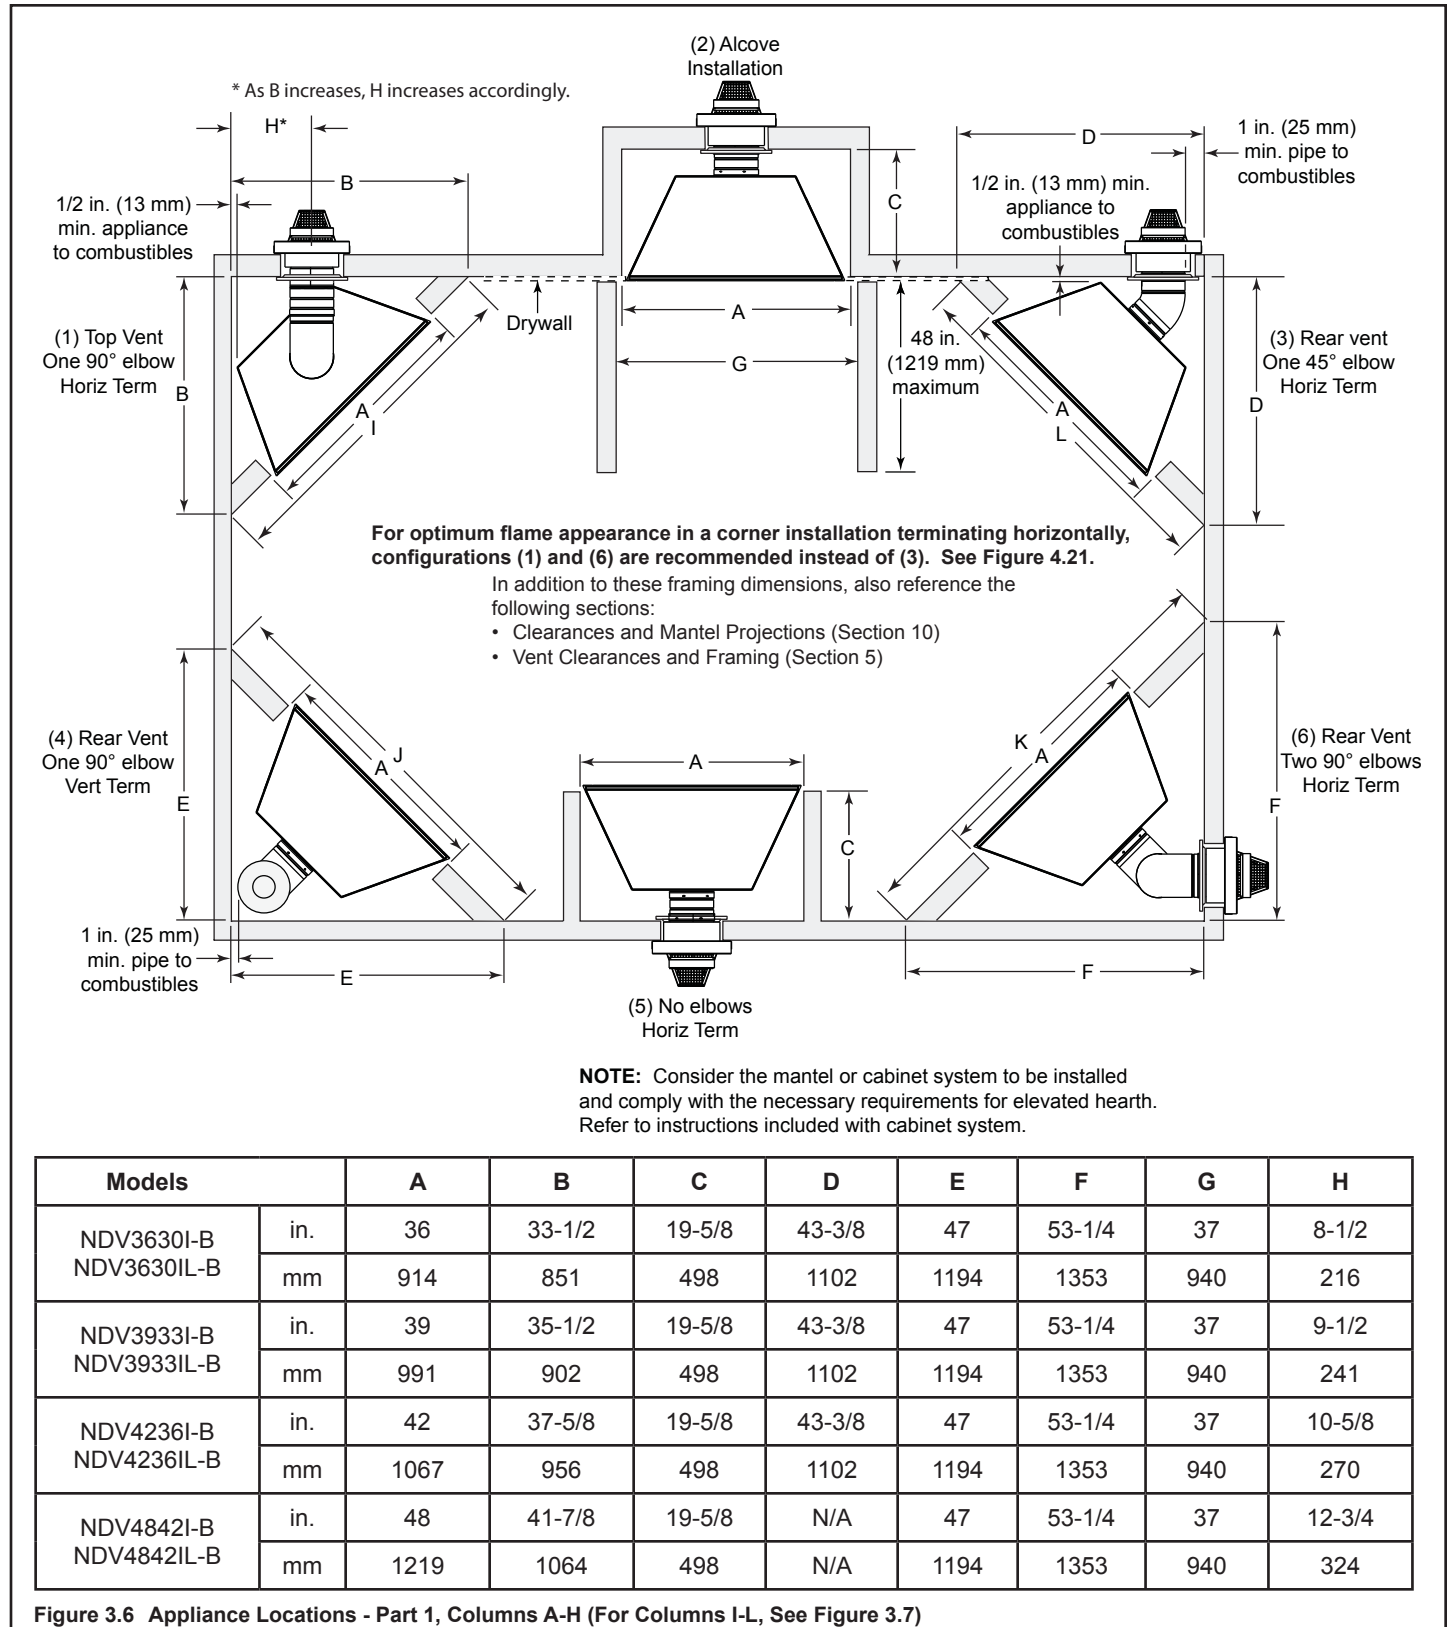 (2) Alcove
Installation
* As B increases, H increases accordingly.
H*
B
1/2 in. (13 mm)
min. appliance
to combustibles
C
D
1 in. (25 mm)
min. pipe to
combustibles
1/2 in. (13 mm) min.
appliance to
combustibles
(1) Top Vent
One 90° elbow
Horiz Term
B
A
I
Drywall
A
G
48 in.
(1219 mm)
maximum
A
L
D
(3) Rear vent
One 45° elbow
Horiz Term
For optimum flame appearance in a corner installation terminating horizontally,
configurations (1) and (6) are recommended instead of (3). See Figure 4.21.
In addition to these framing dimensions, also reference the
following sections:
• Clearances and Mantel Projections (Section 10)
• Vent Clearances and Framing (Section 5)
(4) Rear Vent
One 90° elbow
Vert Term
E
J
A
A
C
K
A
F
(6) Rear Vent
Two 90° elbows
Horiz Term
1 in. (25 mm)
min. pipe to
combustibles
E
F
(5) No elbows
Horiz Term
NOTE: Consider the mantel or cabinet system to be installed
and comply with the necessary requirements for elevated hearth.
Refer to instructions included with cabinet system.
Models A B C D E F G H
NDV3630I-B
NDV3630IL-B
in. 36 33-1/2 19-5/8 43-3/8 47 53-1/4 37 8-1/2
mm 914 851 498 1102 1194 1353 940 216
NDV3933I-B
NDV3933IL-B
in. 39 35-1/2 19-5/8 43-3/8 47 53-1/4 37 9-1/2
mm 991 902 498 1102 1194 1353 940 241
NDV4236I-B
NDV4236IL-B
in. 42 37-5/8 19-5/8 43-3/8 47 53-1/4 37 10-5/8
mm 1067 956 498 1102 1194 1353 940 270
NDV4842I-B
NDV4842IL-B
in. 48 41-7/8 19-5/8 N/A 47 53-1/4 37 12-3/4
mm 1219 1064 498 N/A 1194 1353 940 324
Figure 3.6 Appliance Locations - Part 1, Columns A-H (For Columns I-L, See Figure 3.7)